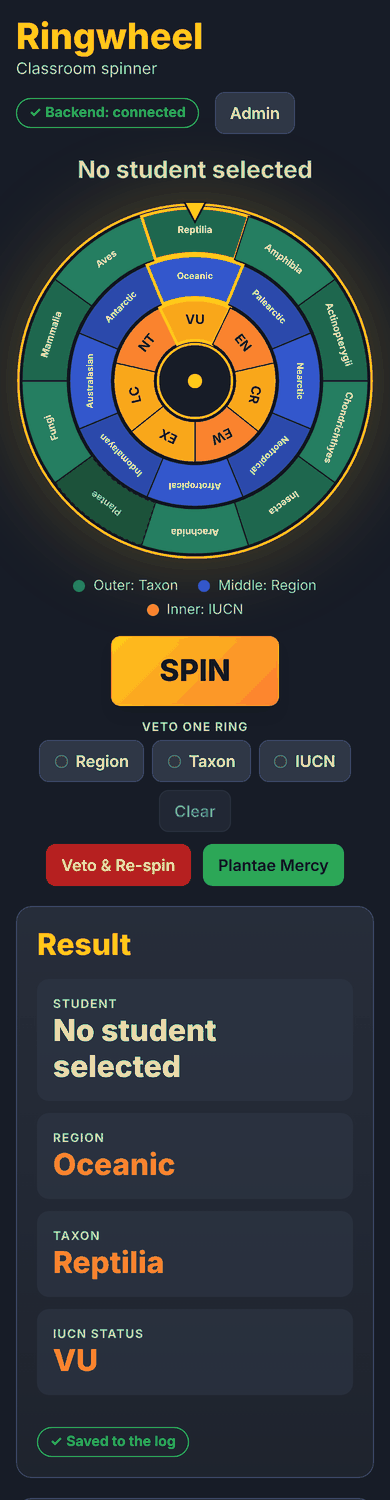 Ringwheel
Classroom spinner
✓ Backend: connected
Admin
No student selected
Reptilia
Amphibia
Actinopterygii
Chondrichthyes
Insecta
Arachnida
Plantae
Fungi
Mammalia
Aves
Oceanic
Palearctic
Nearctic
Neotropical
Afrotropical
Indomalayan
Australasian
Antarctic
VU
EN
CR
EW
EX
LC
NT
Outer: Taxon
Middle: Region
Inner: IUCN
SPIN
VETO ONE RING
Region
Taxon
IUCN
Clear
Veto & Re-spin
Plantae Mercy
Result
STUDENT
No student
selected
REGION
Oceanic
TAXON
Reptilia
IUCN STATUS
VU
✓ Saved to the log